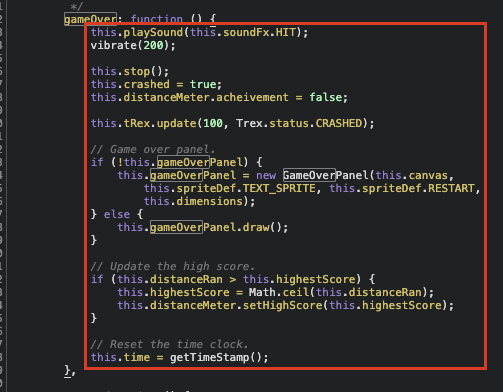 */
gameOver: function () {
this.playSound(this.soundFx.HIT);
vibrate(200);
this.stop();
this.crashed = true;
this.distanceMeter.acheivement = false;
this.tRex.update(100, Trex.status.CRASHED);
// Game over panel.
if (!this.gameOverPanel) {
this.gameOverPanel = new GameOverPanel(this.canvas,
this.spriteDef.TEXT_SPRITE, this.spriteDef.RESTART,
this.dimensions);
} else {
this.gameOverPanel.draw();
}
// Update the high score.
if (this.distanceRan > this.highestScore) {
this.highestScore = Math.ceil(this.distanceRan);
this.distanceMeter.setHighScore(this.highestScore);
}
// Reset the time clock.
this.time = getTimeStamp();
},